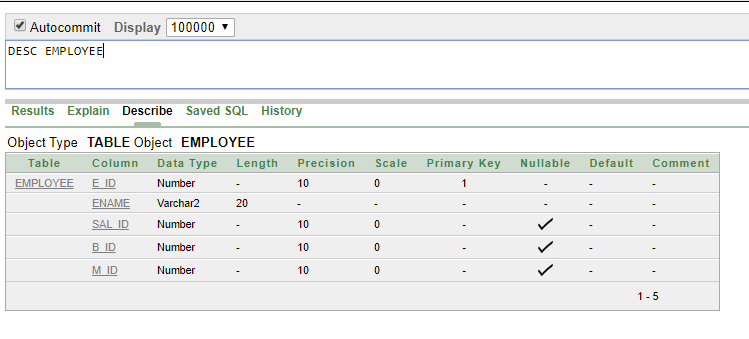 Autocommit Display 100000
DESC EMPLOYEE
Results Explain Describe Saved SQL History
Object Type TABLE Object EMPLOYEE
Table Column Data Type Length Precision Scale Primary Key Nullable Default Comment
EMPLOYEE E_ID Number - 10 0 1 - - -
ENAME Varchar2 20 - - - - - -
SAL_ID Number - 10 0 - ✓ - -
B_ID Number - 10 0 - ✓ - -
M_ID Number - 10 0 - ✓ - -
1 - 5